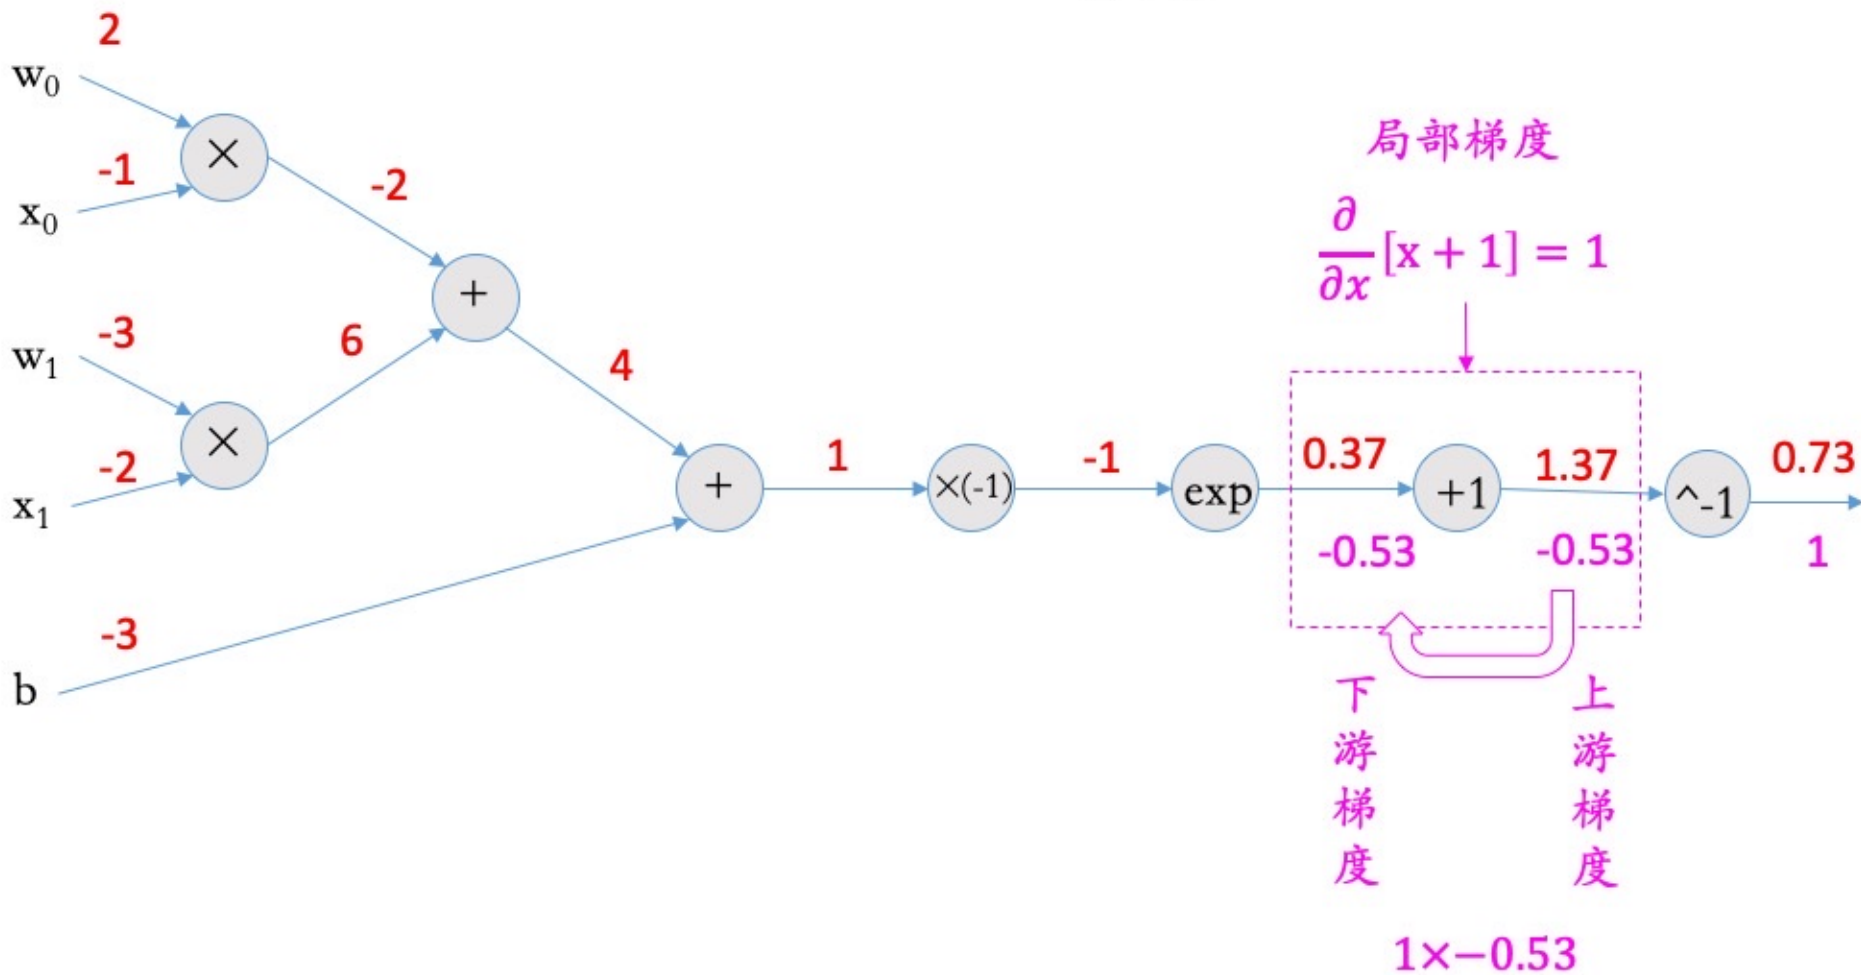 2
w₀
-1
x₀
×
-2
+
-3
w₁
6
-2
x₁
×
4
+
-3
b
1
×(-1)
-1
exp
局部梯度
∂/∂x [x + 1] = 1
0.37
+1
1.37
-0.53
-0.53
^-1
0.73
1
下游梯度
上游梯度
1×−0.53